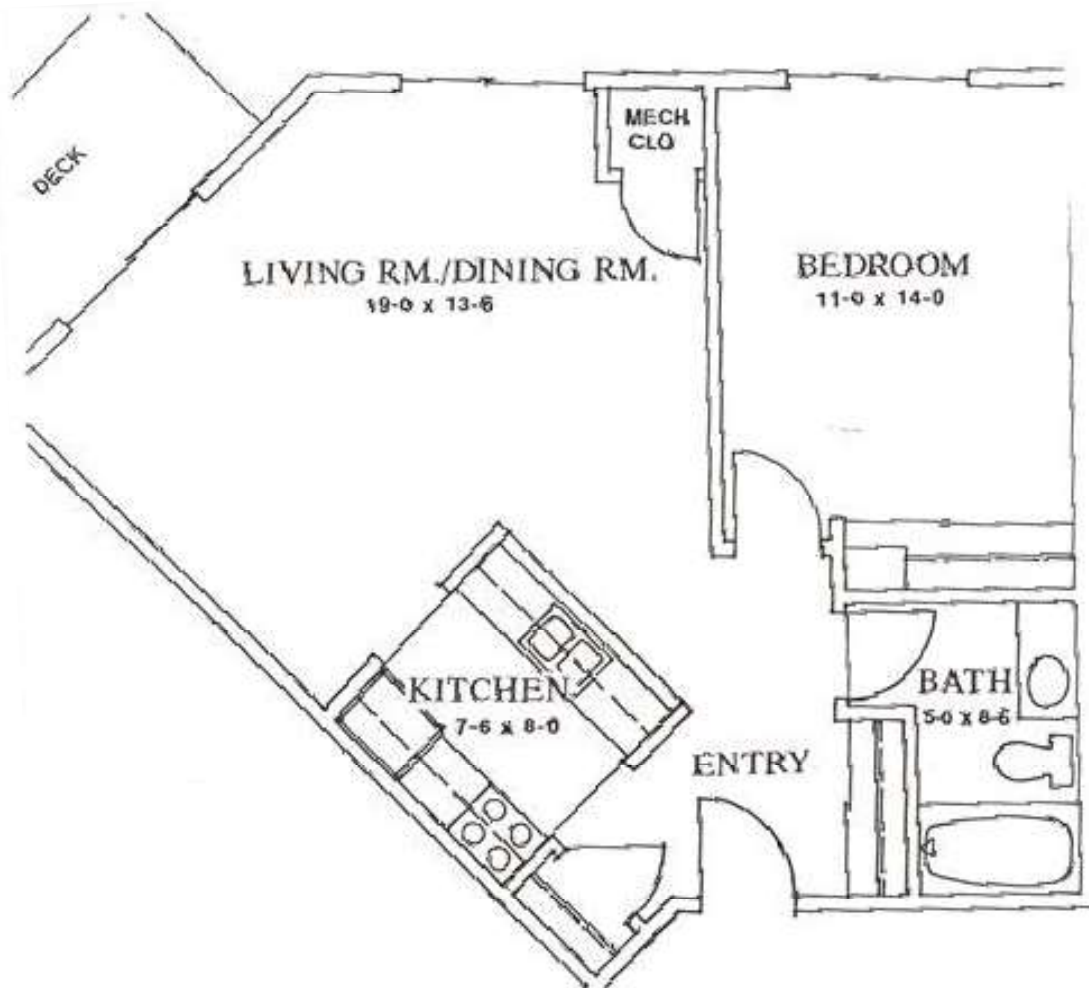 DECK
MECH.
CLO
LIVING RM./DINING RM.
19-0 x 13-6
BEDROOM
11-0 x 14-0
KITCHEN
7-6 x 8-0
BATH
5-0 x 8-6
ENTRY